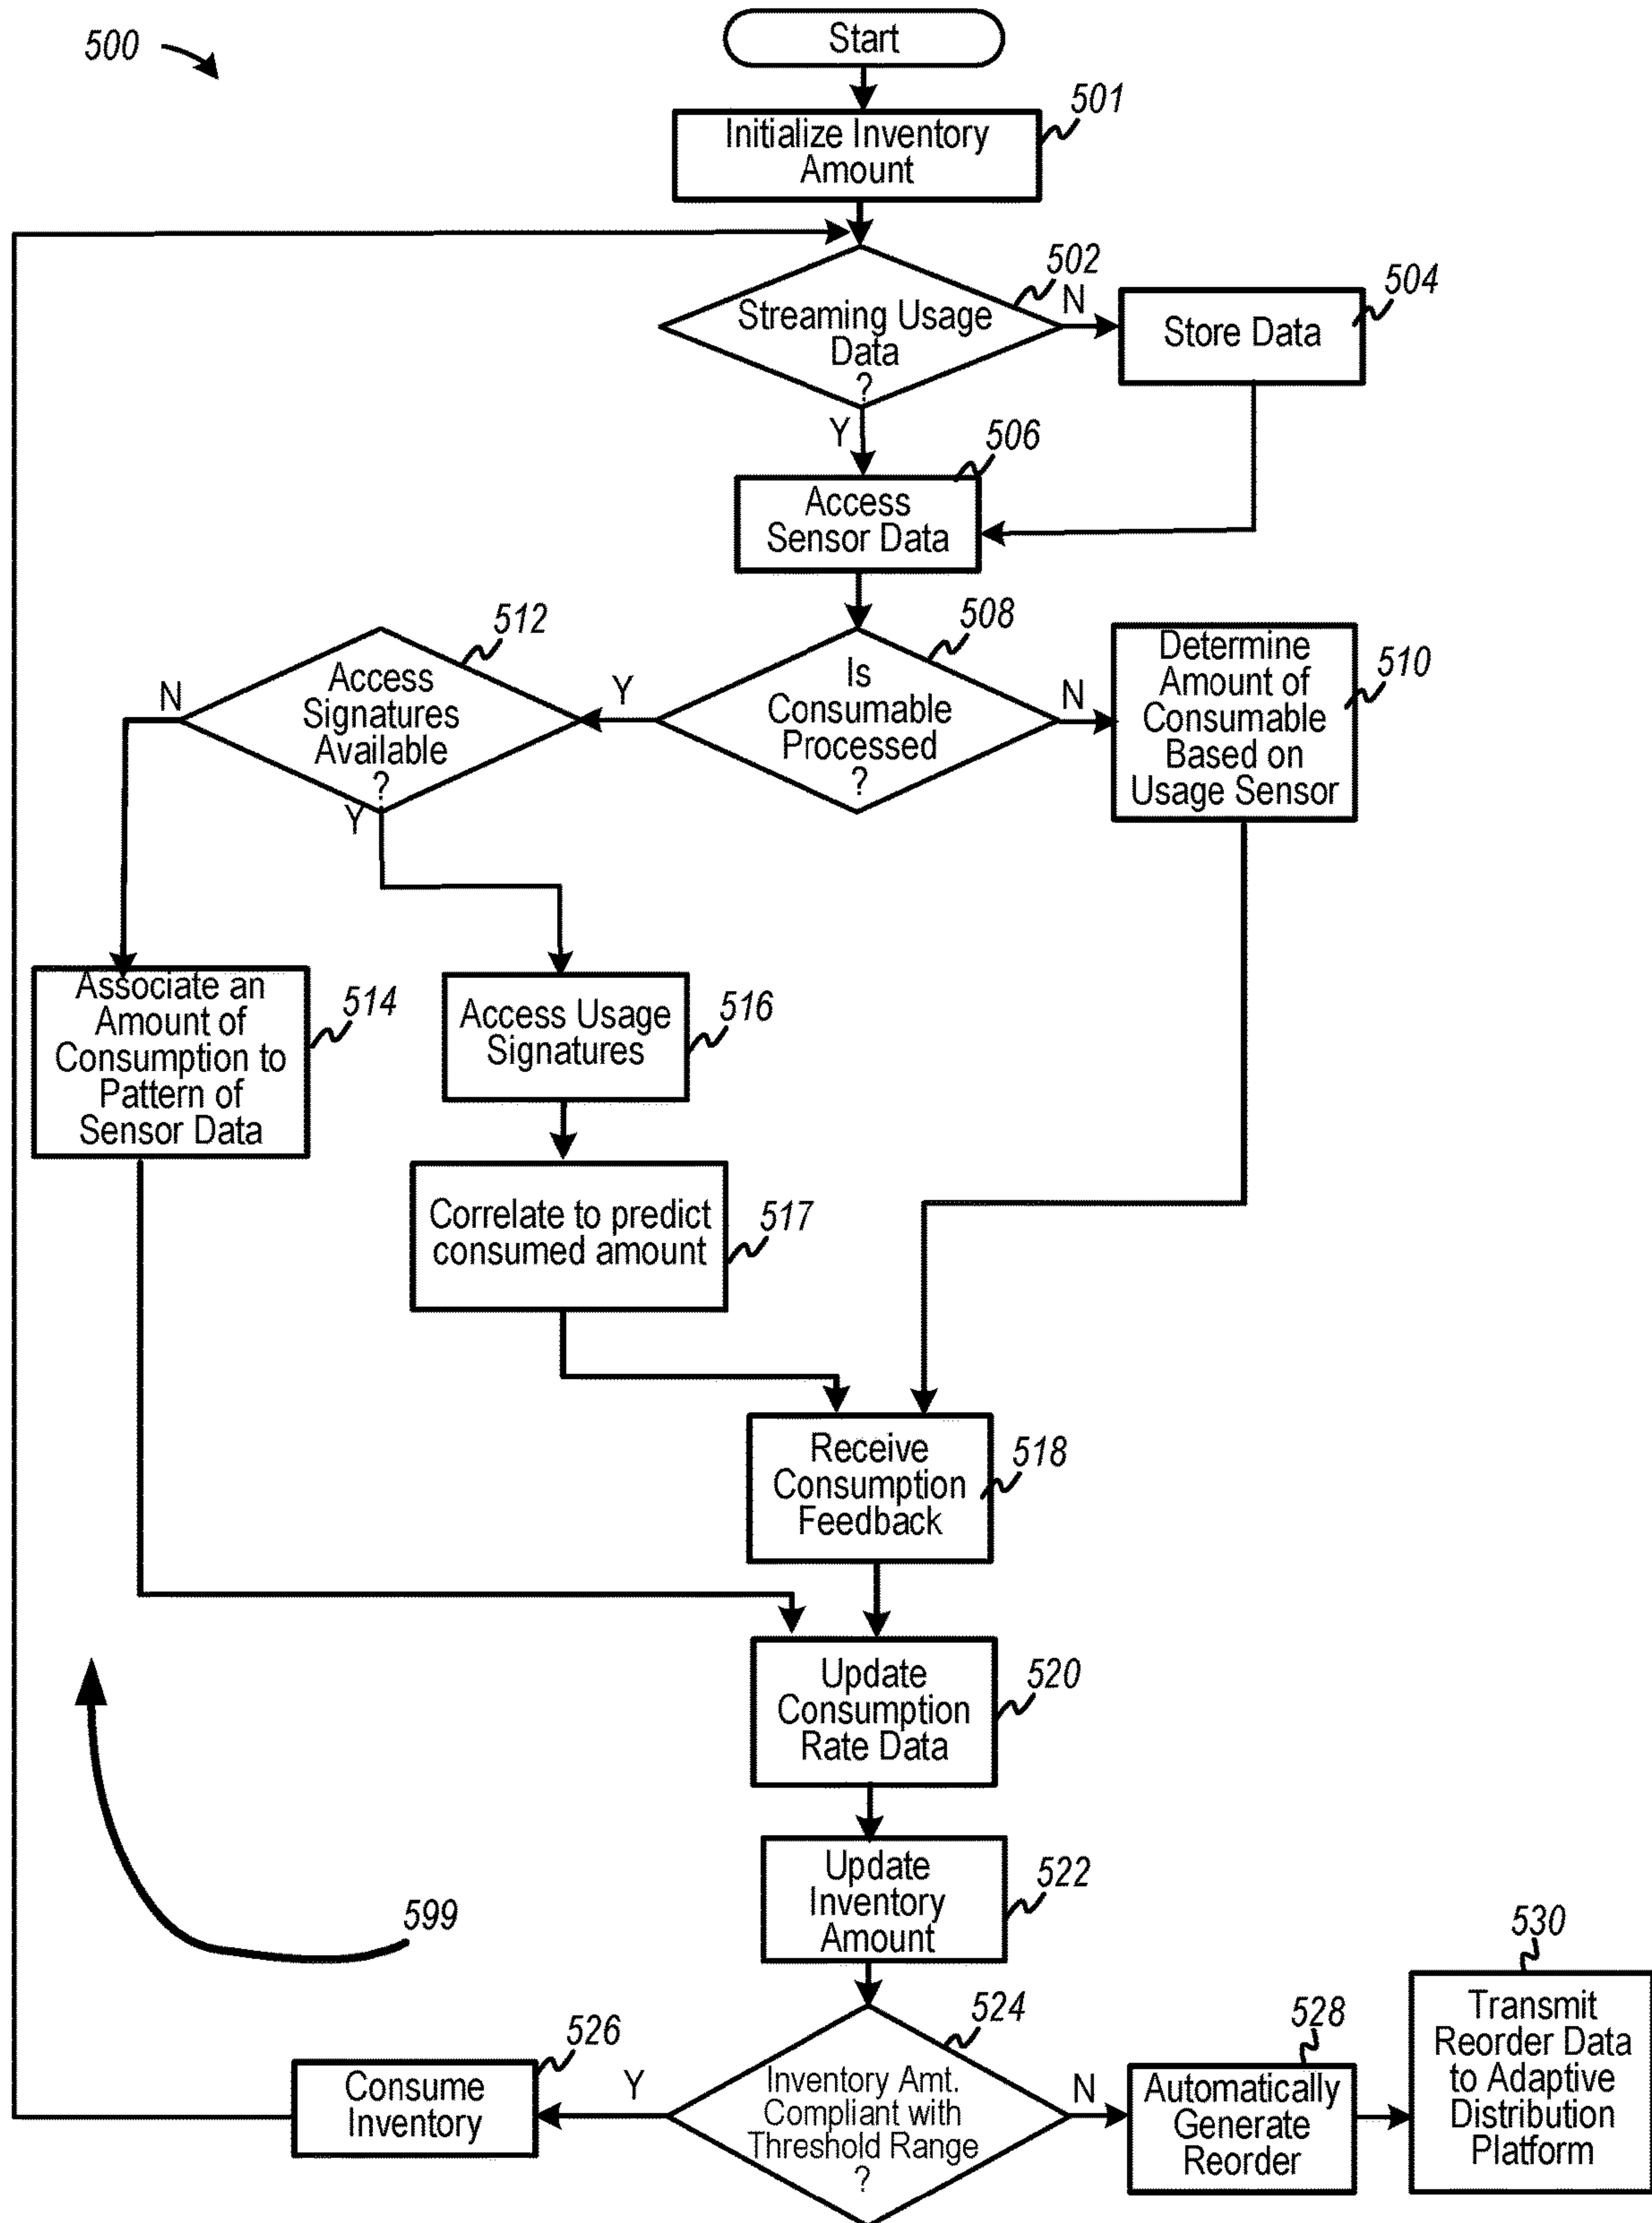 500
Start
501
Initialize Inventory
Amount
502
Streaming Usage
Data
?
N
Y
504
Store Data
506
Access
Sensor Data
508
Is
Consumable
Processed
?
Y
N
512
Access
Signatures
Available
?
N
Y
510
Determine
Amount of
Consumable
Based on
Usage Sensor
514
Associate an
Amount of
Consumption to
Pattern of
Sensor Data
516
Access Usage
Signatures
517
Correlate to predict
consumed amount
518
Receive
Consumption
Feedback
520
Update
Consumption
Rate Data
522
Update
Inventory
Amount
599
524
Inventory Amt.
Compliant with
Threshold Range
?
Y
N
526
Consume
Inventory
528
Automatically
Generate
Reorder
530
Transmit
Reorder Data
to Adaptive
Distribution
Platform